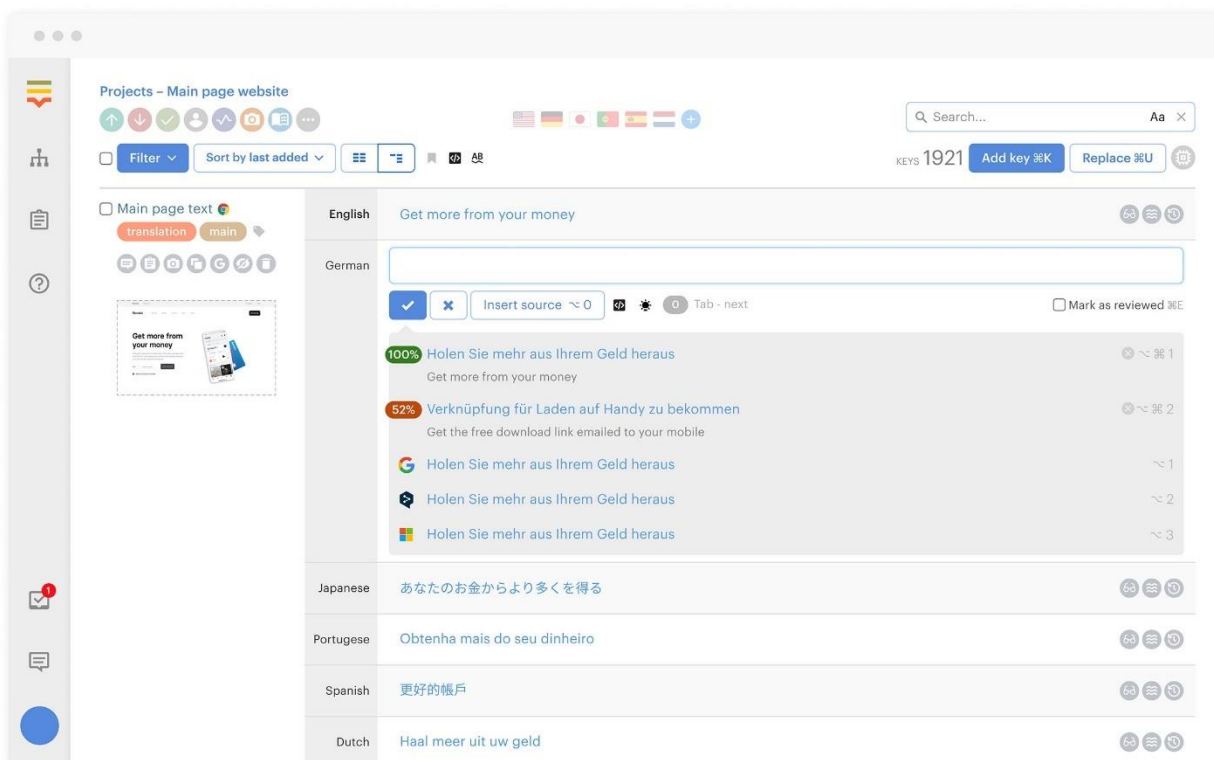 Projects – Main page website
Search... Aa
Filter Sort by last added KEYS 1921 Add key ⌘K Replace ⌘U
Main page text
translation main
Get more from
your money
English Get more from your money
German
Insert source ⌥ 0 0 Tab - next Mark as reviewed ⌘E
100% Holen Sie mehr aus Ihrem Geld heraus ⌥ ⌘ 1
Get more from your money
52% Verknüpfung für Laden auf Handy zu bekommen ⌥ ⌘ 2
Get the free download link emailed to your mobile
Holen Sie mehr aus Ihrem Geld heraus ⌥ 1
Holen Sie mehr aus Ihrem Geld heraus ⌥ 2
Holen Sie mehr aus Ihrem Geld heraus ⌥ 3
1
Japanese あなたのお金からより多くを得る
Portugese Obtenha mais do seu dinheiro
Spanish 更好的帳戶
Dutch Haal meer uit uw geld